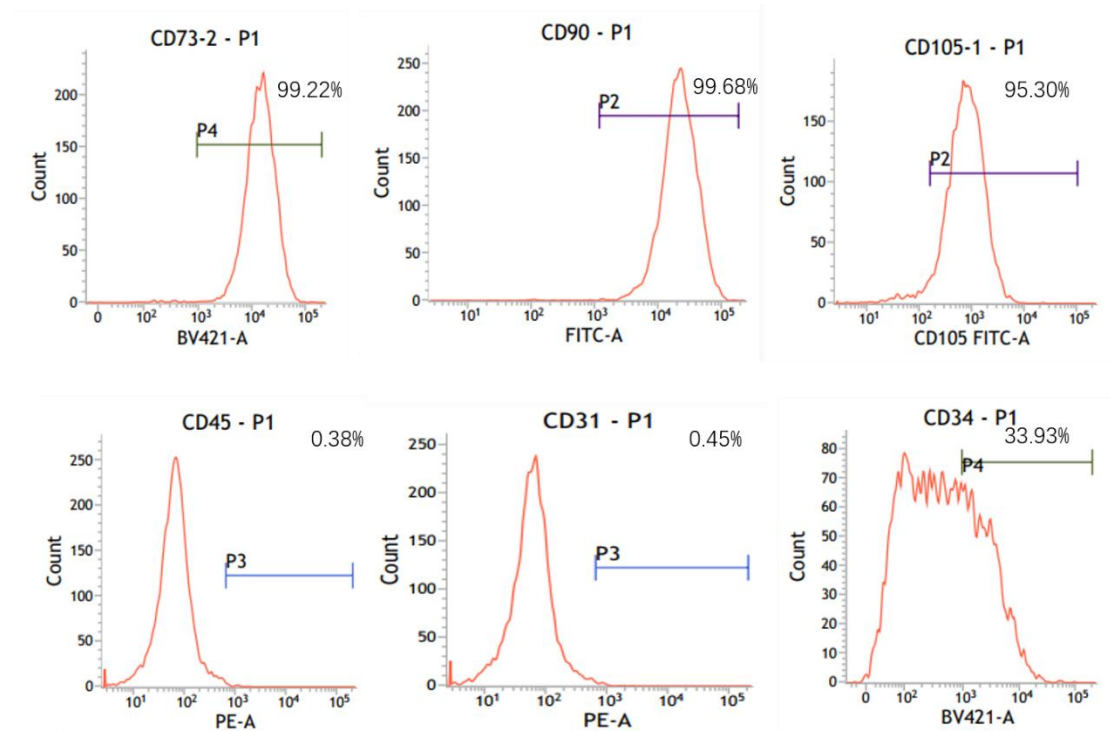 CD73-2 - P1
99.22%
P4
200
150
100
50
0
Count
0 10² 10³ 10⁴ 10⁵
BV421-A
CD90 - P1
99.68%
P2
250
200
150
100
50
0
Count
10¹ 10² 10³ 10⁴ 10⁵
FITC-A
CD105-1 - P1
95.30%
P2
150
100
50
0
Count
10¹ 10² 10³ 10⁴ 10⁵
CD105 FITC-A
CD45 - P1
0.38%
P3
250
200
150
100
50
0
Count
10¹ 10² 10³ 10⁴ 10⁵
PE-A
CD31 - P1
0.45%
P3
250
200
150
100
50
0
Count
10¹ 10² 10³ 10⁴ 10⁵
PE-A
CD34 - P1
33.93%
P4
80
70
60
50
40
30
20
10
0
Count
0 10² 10³ 10⁴ 10⁵
BV421-A